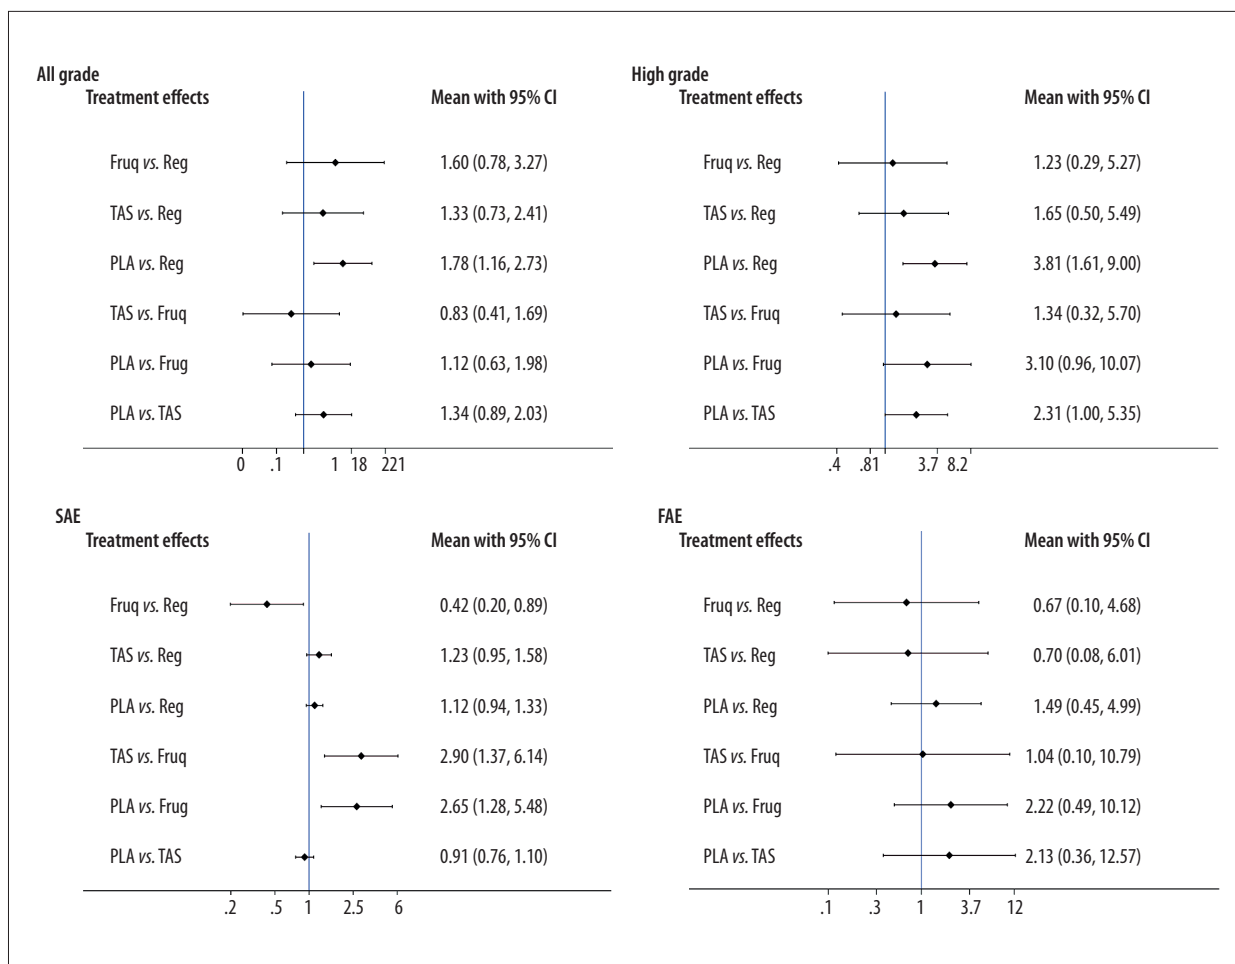 All grade
Treatment effects Mean with 95% CI
Fruq vs. Reg 1.60 (0.78, 3.27)
TAS vs. Reg 1.33 (0.73, 2.41)
PLA vs. Reg 1.78 (1.16, 2.73)
TAS vs. Fruq 0.83 (0.41, 1.69)
PLA vs. Frug 1.12 (0.63, 1.98)
PLA vs. TAS 1.34 (0.89, 2.03)
0 .1 1 18 221
High grade
Treatment effects Mean with 95% CI
Fruq vs. Reg 1.23 (0.29, 5.27)
TAS vs. Reg 1.65 (0.50, 5.49)
PLA vs. Reg 3.81 (1.61, 9.00)
TAS vs. Fruq 1.34 (0.32, 5.70)
PLA vs. Frug 3.10 (0.96, 10.07)
PLA vs. TAS 2.31 (1.00, 5.35)
.4 .81 3.7 8.2
SAE
Treatment effects Mean with 95% CI
Fruq vs. Reg 0.42 (0.20, 0.89)
TAS vs. Reg 1.23 (0.95, 1.58)
PLA vs. Reg 1.12 (0.94, 1.33)
TAS vs. Fruq 2.90 (1.37, 6.14)
PLA vs. Frug 2.65 (1.28, 5.48)
PLA vs. TAS 0.91 (0.76, 1.10)
.2 .5 1 2.5 6
FAE
Treatment effects Mean with 95% CI
Fruq vs. Reg 0.67 (0.10, 4.68)
TAS vs. Reg 0.70 (0.08, 6.01)
PLA vs. Reg 1.49 (0.45, 4.99)
TAS vs. Fruq 1.04 (0.10, 10.79)
PLA vs. Frug 2.22 (0.49, 10.12)
PLA vs. TAS 2.13 (0.36, 12.57)
.1 .3 1 3.7 12